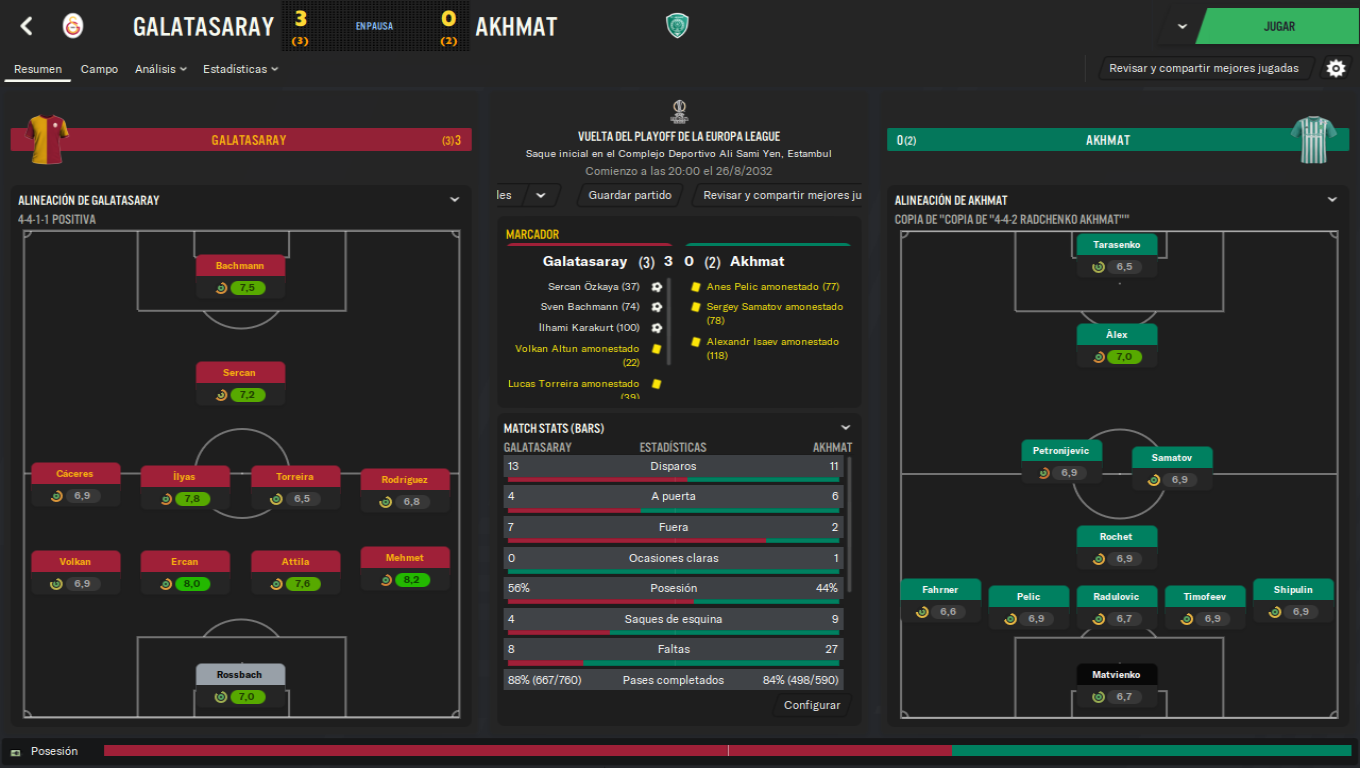 GALATASARAY
3
(3)
EN PAUSA
0
(2)
AKHMAT
JUGAR
Resumen
Campo
Análisis
Estadísticas
Revisar y compartir mejores jugadas
GALATASARAY
(3)3
VUELTA DEL PLAYOFF DE LA EUROPA LEAGUE
Saque inicial en el Complejo Deportivo Ali Sami Yen, Estambul
Comienzo a las 20:00 el 26/8/2032
0(2)
AKHMAT
les
Guardar partido
Revisar y compartir mejores ju
ALINEACIÓN DE GALATASARAY
4-4-1-1 POSITIVA
Bachmann
7,5
Sercan
7,2
Cáceres
6,9
İlyas
7,8
Torreira
6,5
Rodríguez
6,8
Volkan
6,9
Ercan
8,0
Attila
7,6
Mehmet
8,2
Rossbach
7,0
MARCADOR
Galatasaray (3) 3 0 (2) Akhmat
Sercan Özkaya (37)
Sven Bachmann (74)
İlhami Karakurt (100)
Volkan Altun amonestado
(22)
Lucas Torreira amonestado
(39)
Anes Pelic amonestado (77)
Sergey Samatov amonestado
(78)
Alexandr Isaev amonestado
(118)
MATCH STATS (BARS)
GALATASARAY ESTADÍSTICAS AKHMAT
13 Disparos 11
4 A puerta 6
7 Fuera 2
0 Ocasiones claras 1
56% Posesión 44%
4 Saques de esquina 9
8 Faltas 27
88% (667/760) Pases completados 84% (498/590)
Configurar
ALINEACIÓN DE AKHMAT
COPIA DE "COPIA DE "4-4-2 RADCHENKO AKHMAT""
Tarasenko
6,5
Àlex
7,0
Petronijevic
6,9
Samatov
6,9
Rochet
6,9
Fahrner
6,6
Pelic
6,9
Radulovic
6,7
Timofeev
6,9
Shipulin
6,9
Matvienko
6,7
Posesión